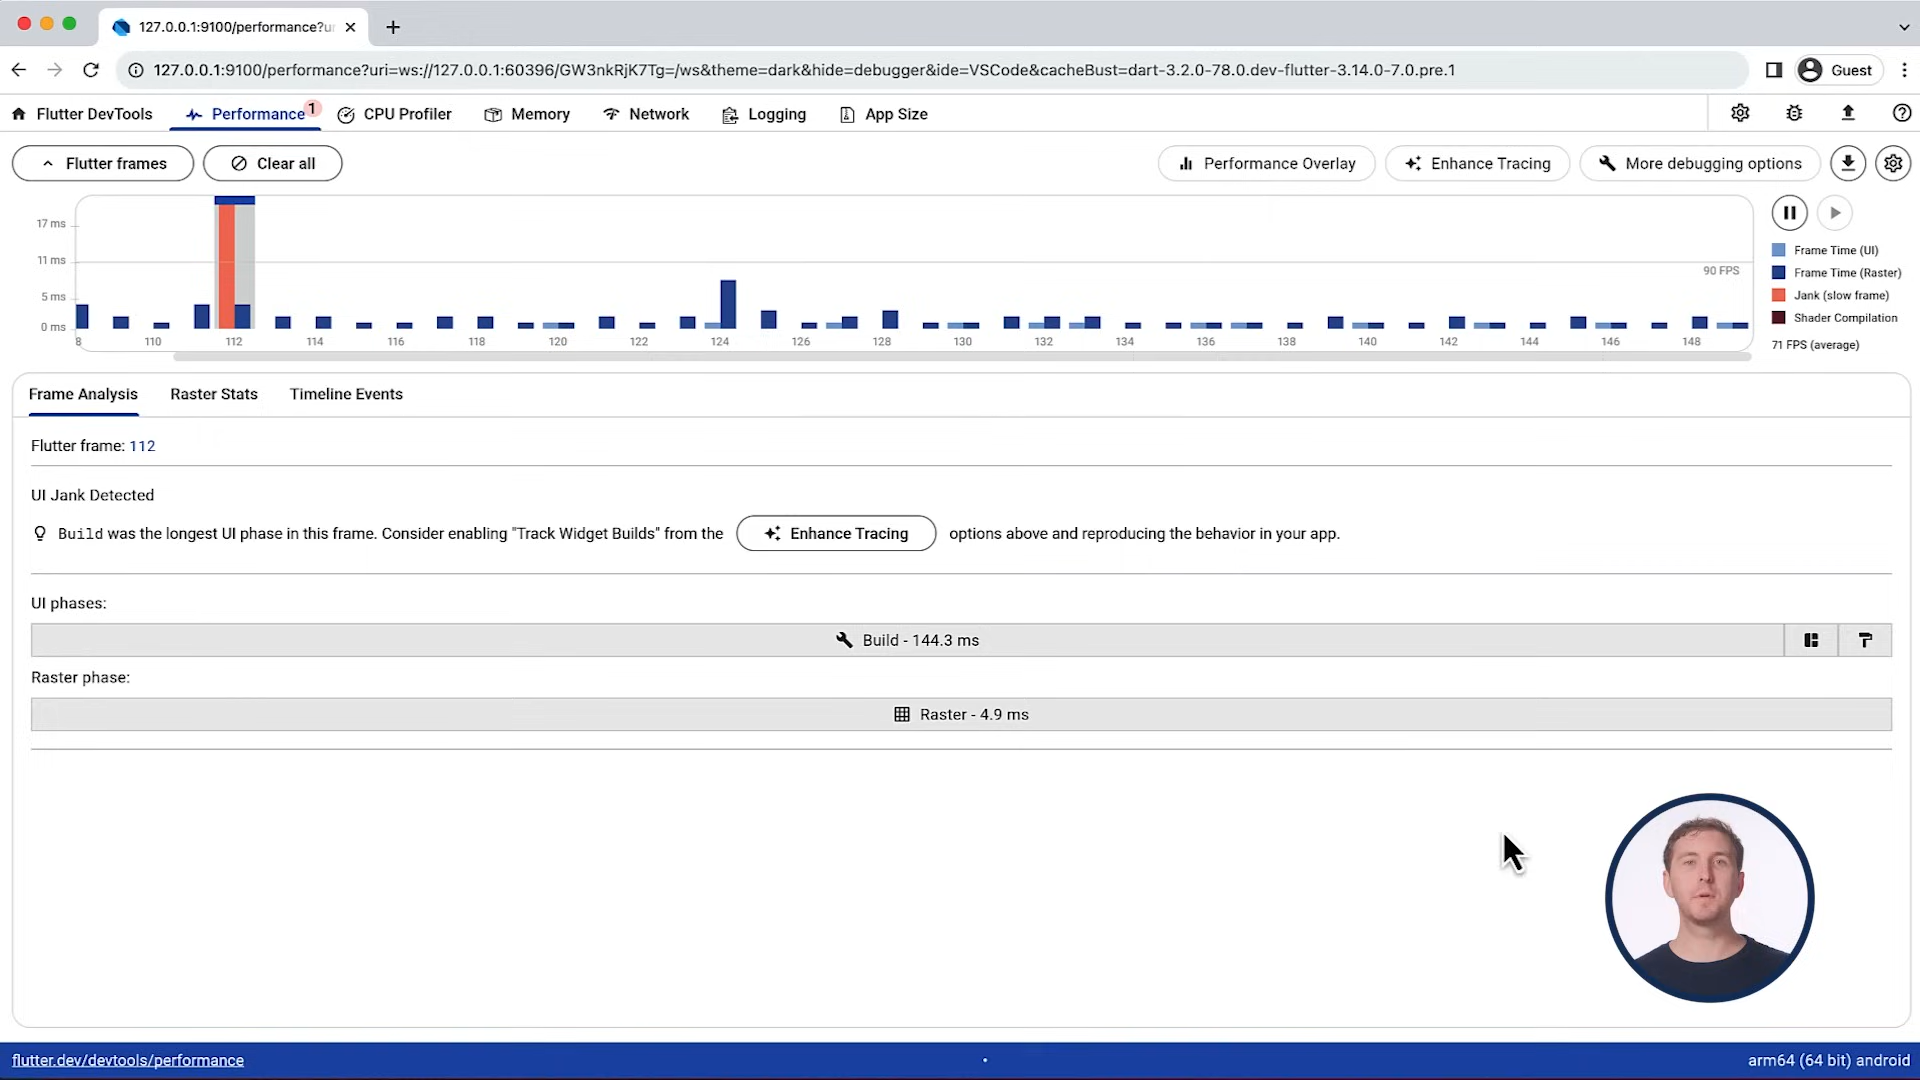 127.0.0.1:9100/performance?ur
127.0.0.1:9100/performance?uri=ws://127.0.0.1:60396/GW3nkRjK7Tg=/ws&theme=dark&hide=debugger&ide=VSCode&cacheBust=dart-3.2.0-78.0.dev-flutter-3.14.0-7.0.pre.1
Guest
Flutter DevTools
Performance
1
CPU Profiler
Memory
Network
Logging
App Size
Flutter frames
Clear all
Performance Overlay
Enhance Tracing
More debugging options
17 ms
11 ms
5 ms
0 ms
90 FPS
8 110 112 114 116 118 120 122 124 126 128 130 132 134 136 138 140 142 144 146 148
Frame Time (UI)
Frame Time (Raster)
Jank (slow frame)
Shader Compilation
71 FPS (average)
Frame Analysis
Raster Stats
Timeline Events
Flutter frame: 112
UI Jank Detected
Build was the longest UI phase in this frame. Consider enabling "Track Widget Builds" from the Enhance Tracing options above and reproducing the behavior in your app.
UI phases:
Build - 144.3 ms
Raster phase:
Raster - 4.9 ms
flutter.dev/devtools/performance
arm64 (64 bit) android